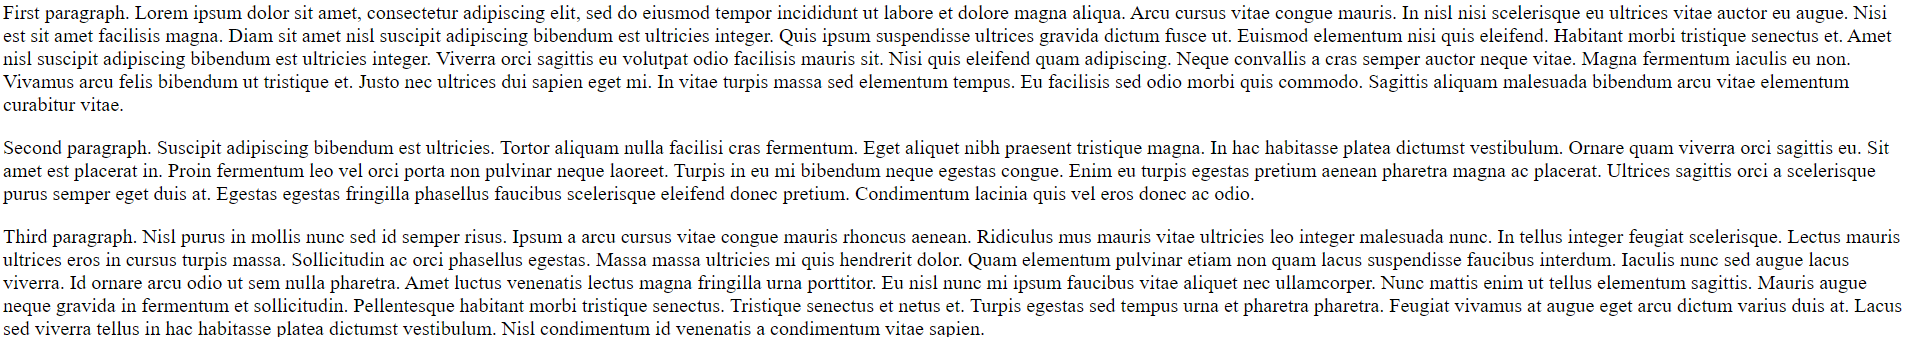 First paragraph. Lorem ipsum dolor sit amet, consectetur adipiscing elit, sed do eiusmod tempor incididunt ut labore et dolore magna aliqua. Arcu cursus vitae congue mauris. In nisl nisi scelerisque eu ultrices vitae auctor eu augue. Nisi
est sit amet facilisis magna. Diam sit amet nisl suscipit adipiscing bibendum est ultricies integer. Quis ipsum suspendisse ultrices gravida dictum fusce ut. Euismod elementum nisi quis eleifend. Habitant morbi tristique senectus et. Amet
nisl suscipit adipiscing bibendum est ultricies integer. Viverra orci sagittis eu volutpat odio facilisis mauris sit. Nisi quis eleifend quam adipiscing. Neque convallis a cras semper auctor neque vitae. Magna fermentum iaculis eu non.
Vivamus arcu felis bibendum ut tristique et. Justo nec ultrices dui sapien eget mi. In vitae turpis massa sed elementum tempus. Eu facilisis sed odio morbi quis commodo. Sagittis aliquam malesuada bibendum arcu vitae elementum
curabitur vitae.
Second paragraph. Suscipit adipiscing bibendum est ultricies. Tortor aliquam nulla facilisi cras fermentum. Eget aliquet nibh praesent tristique magna. In hac habitasse platea dictumst vestibulum. Ornare quam viverra orci sagittis eu. Sit
amet est placerat in. Proin fermentum leo vel orci porta non pulvinar neque laoreet. Turpis in eu mi bibendum neque egestas congue. Enim eu turpis egestas pretium aenean pharetra magna ac placerat. Ultrices sagittis orci a scelerisque
purus semper eget duis at. Egestas egestas fringilla phasellus faucibus scelerisque eleifend donec pretium. Condimentum lacinia quis vel eros donec ac odio.
Third paragraph. Nisl purus in mollis nunc sed id semper risus. Ipsum a arcu cursus vitae congue mauris rhoncus aenean. Ridiculus mus mauris vitae ultricies leo integer malesuada nunc. In tellus integer feugiat scelerisque. Lectus mauris
ultrices eros in cursus turpis massa. Sollicitudin ac orci phasellus egestas. Massa massa ultricies mi quis hendrerit dolor. Quam elementum pulvinar etiam non quam lacus suspendisse faucibus interdum. Iaculis nunc sed augue lacus
viverra. Id ornare arcu odio ut sem nulla pharetra. Amet luctus venenatis lectus magna fringilla urna porttitor. Eu nisl nunc mi ipsum faucibus vitae aliquet nec ullamcorper. Nunc mattis enim ut tellus elementum sagittis. Mauris augue
neque gravida in fermentum et sollicitudin. Pellentesque habitant morbi tristique senectus. Tristique senectus et netus et. Turpis egestas sed tempus urna et pharetra pharetra. Feugiat vivamus at augue eget arcu dictum varius duis at. Lacus
sed viverra tellus in hac habitasse platea dictumst vestibulum. Nisl condimentum id venenatis a condimentum vitae sapien.